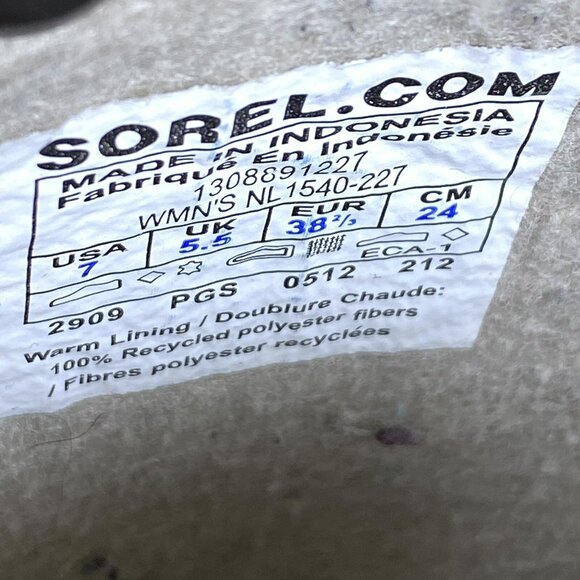 SOREL.COM
MADE IN INDONESIA
Fabriqué En Indonésie
1308891227
WMN'S NL1540-227
USA UK EUR CM
7 5.5 38 2/3 24
ECA-1
2909 PGS 0512 212
Warm Lining / Doublure Chaude:
100% Recycled polyester fibers
/ Fibres polyester recyclées